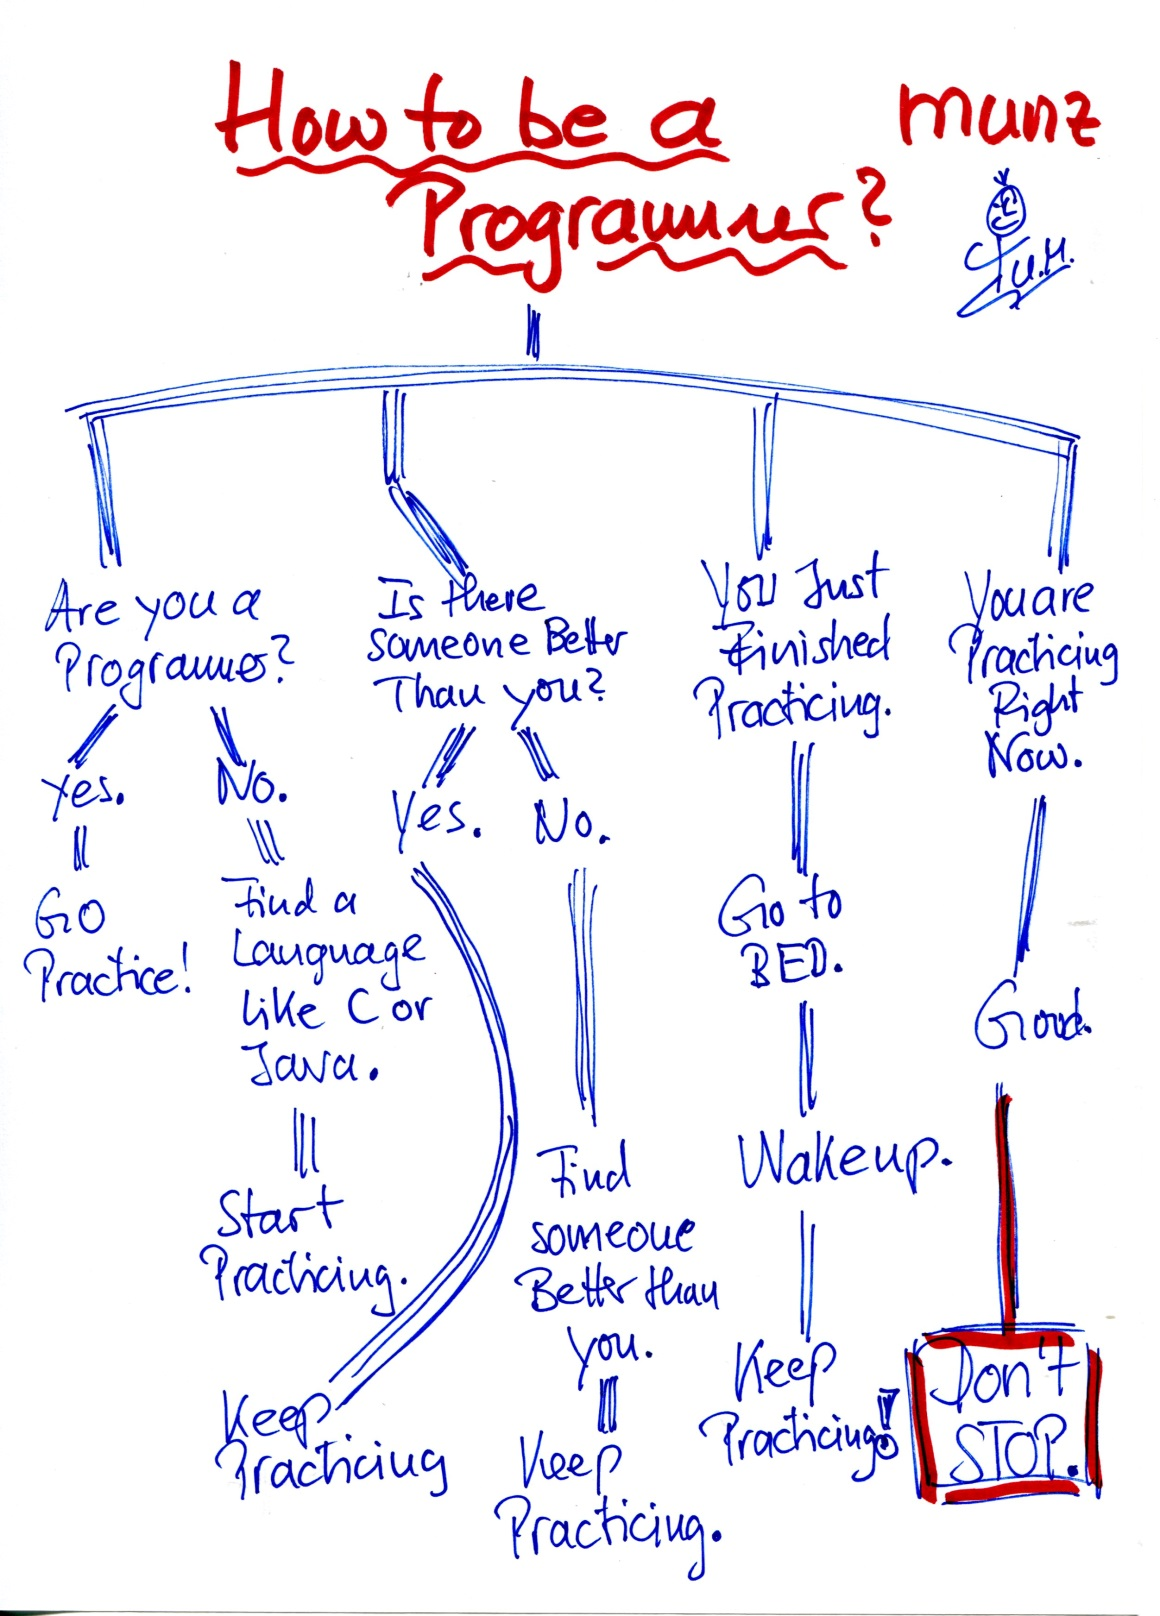 How to be a
Programmer?
munz
U.M.
Are you a
Programmer?
Yes.
No.
GO
Practice!
Find a
Language
like C or
Java.
Start
Practicing.
Is there
Someone Better
Than you?
Yes.
No.
Keep
Practicing
Find
someone
Better than
you.
Keep
Practicing.
You Just
Finished
Practicing.
Go to
BED.
Wake up.
Keep
Practicing!
You are
Practicing
Right
Now.
Good.
Don't
STOP.